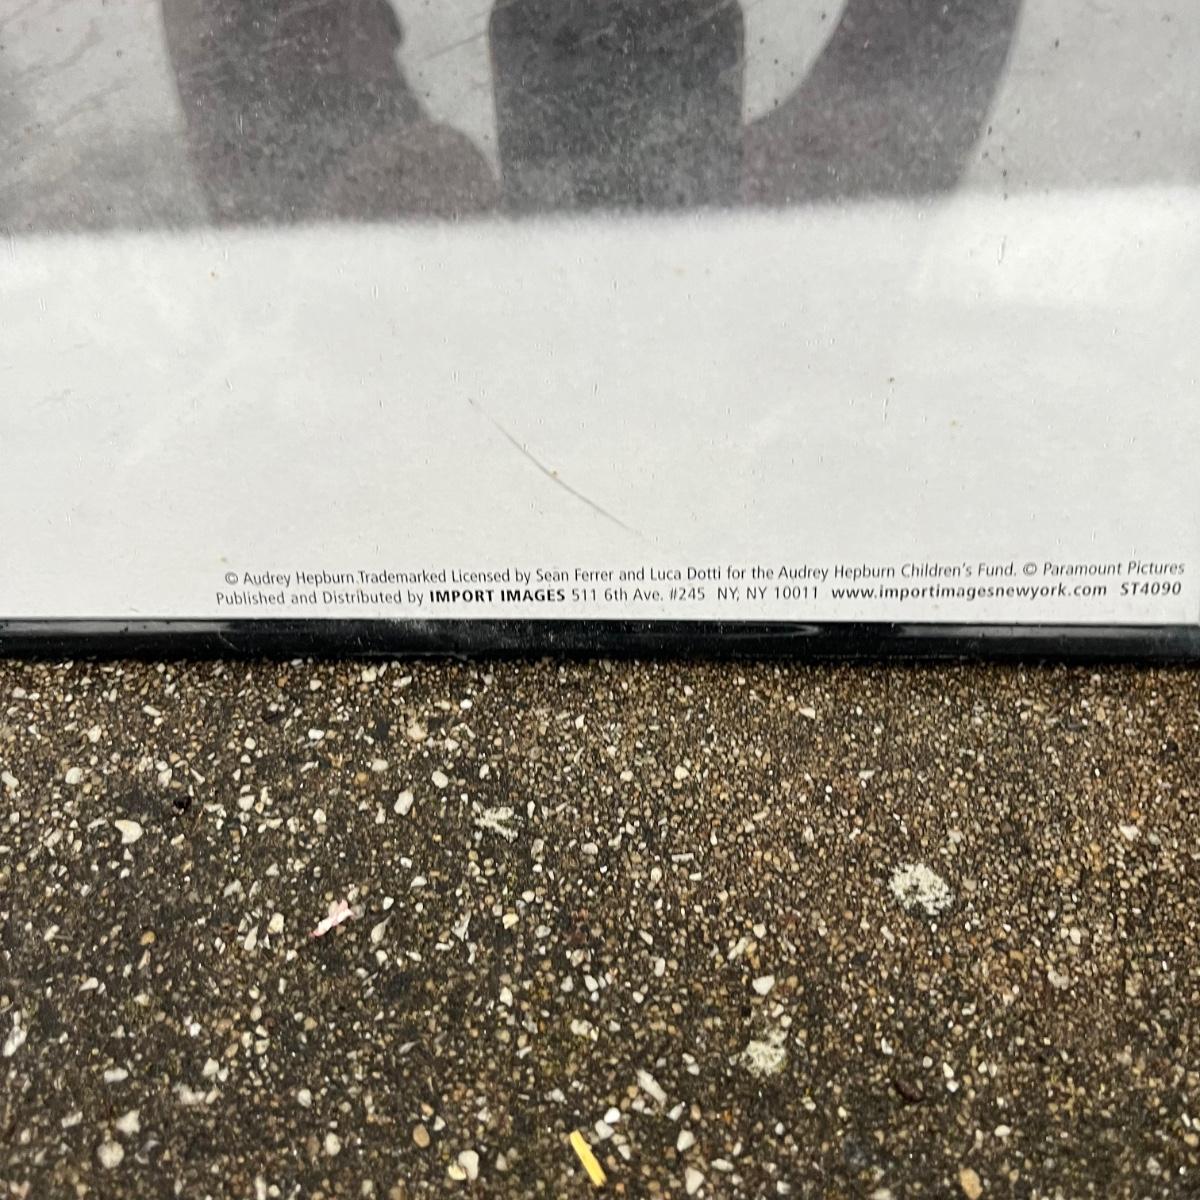 © Audrey Hepburn.Trademarked Licensed by Sean Ferrer and Luca Dotti for the Audrey Hepburn Children's Fund. © Paramount Pictures
Published and Distributed by IMPORT IMAGES 511 6th Ave. #245 NY, NY 10011 www.importimagesnewyork.com ST4090